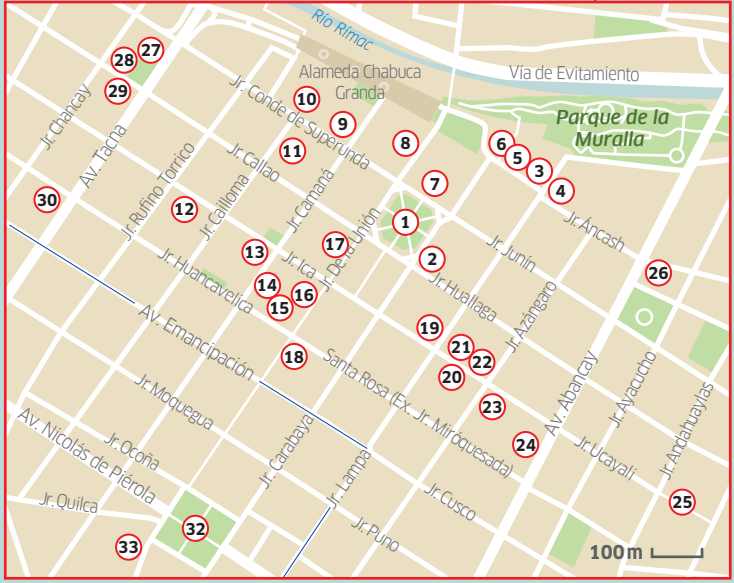 Río Rímac
27
28
29
Jr. Chancay
Av. Tacna
Alameda Chabuca
Granda
Vía de Evitamiento
Parque de la
Muralla
10
9
11
8
Jr. Conde de Superunda
Jr. Callao
6
5
3
4
7
1
2
30
12
Jr. Rufino Torrico
Jr. Cailloma
Jr. Camaná
Jr. De la Unión
Jr. Áncash
Jr. Junín
26
13
17
14
16
15
Jr. Ica
Jr. Huancavelica
Jr. Huallaga
Jr. Azángaro
Av. Emancipación
18
19
21
22
20
23
24
Santa Rosa (Ex. Jr. Miróquesada)
Av. Abancay
Jr. Ayacucho
Jr. Andahuaylas
Jr. Ucayali
25
Jr. Moquegua
Av. Nicolás de Piérola
Jr. Ocoña
Jr. Quilca
Jr. Carabaya
Jr. Lampa
Jr. Cusco
Jr. Puno
32
33
100 m